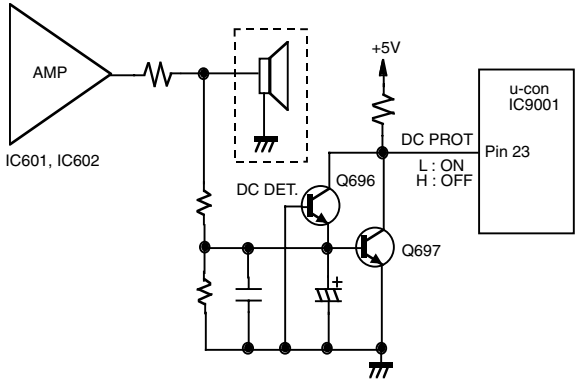 AMP
IC601, IC602
+5V
u-con
IC9001
DC PROT
Pin 23
L : ON
H : OFF
DC DET.
Q696
Q697
+